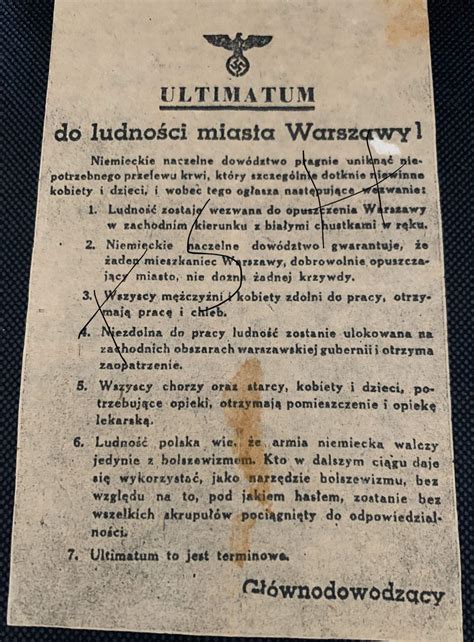 ULTIMATUM
do ludności miasta Warszawy!
Niemieckie naczelne dowództwo pragnie uniknąć nie-
potrzebnego przelewu krwi, który szczególnie dotknie niewinne
kobiety i dzieci, i wobec tego ogłasza następujące wezwanie:
1. Ludność zostaje wezwana do opuszczenia Warszawy
w zachodnim kierunku z białymi chustkami w ręku.
2. Niemieckie naczelne dowództwo gwarantuje, że
żaden mieszkaniec Warszawy, dobrowolnie opuszcza-
jący miasto, nie dozna żadnej krzywdy.
3. Wszyscy mężczyźni i kobiety zdolni do pracy, otrzy-
mają pracę i chleb.
4. Niezdolna do pracy ludność zostanie ulokowana na
zachodnich obszarach warszawskiej gubernii i otrzyma
zaopatrzenie.
5. Wszyscy chorzy oraz starcy, kobiety i dzieci, po-
trzebujące opieki, otrzymają pomieszczenie i opiekę
lekarską.
6. Ludność polska wie, że armia niemiecka walczy
jedynie z bolszewizmem. Kto w dalszym ciągu daje
się wykorzystać, jako narzędzie bolszewizmu, bez
względu na to, pod jakiem hasłem, zostanie bez
wszelkich skrupułów pociągnięty do odpowiedzial-
ności.
7. Ultimatum to jest terminowe.
Głównodowodzący